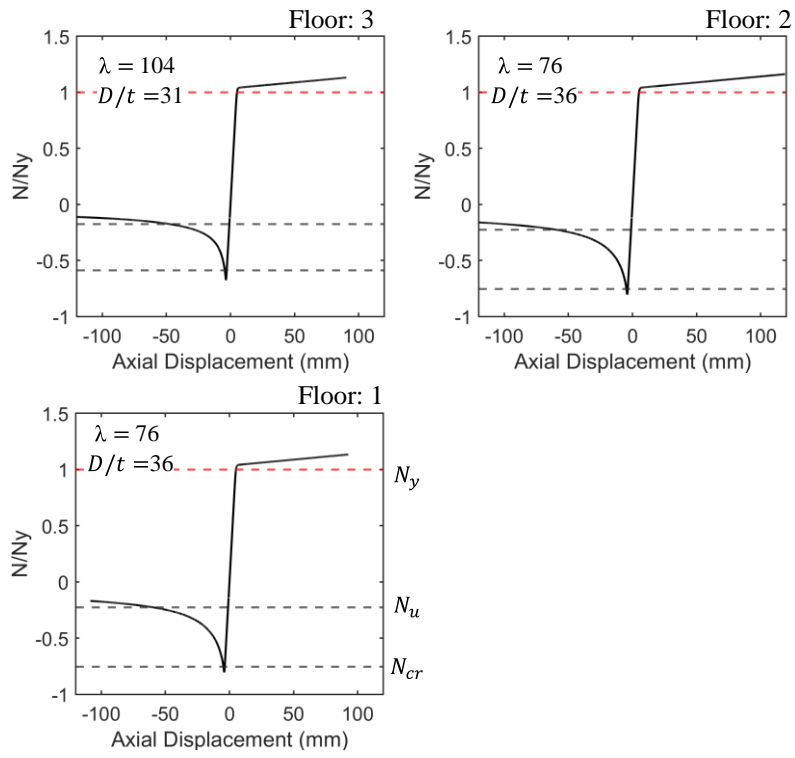 Floor: 3
1.5
λ = 104
D/t =31
1
0.5
0
-0.5
-1
N/Ny
-100 -50 0 50 100
Axial Displacement (mm)
Floor: 2
1.5
λ = 76
D/t =36
1
0.5
0
-0.5
-1
N/Ny
-100 -50 0 50 100
Axial Displacement (mm)
Floor: 1
1.5
λ = 76
D/t =36
1
0.5
0
-0.5
-1
N/Ny
N_y
N_u
N_cr
-100 -50 0 50 100
Axial Displacement (mm)